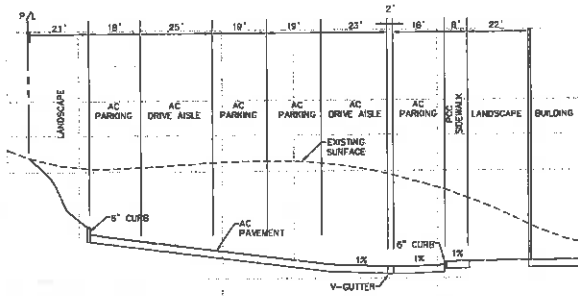 P/L
2'
23'
18'
25'
19'
19'
23'
16'
8'
22'
LANDSCAPE
AC
PARKING
AC
DRIVE AISLE
AC
PARKING
AC
PARKING
AC
DRIVE AISLE
AC
PARKING
PCC
SIDEWALK
LANDSCAPE
BUILDING
EXISTING
SURFACE
6" CURB
AC
PAVEMENT
6" CURB
1%
1%
1%
V-GUTTER